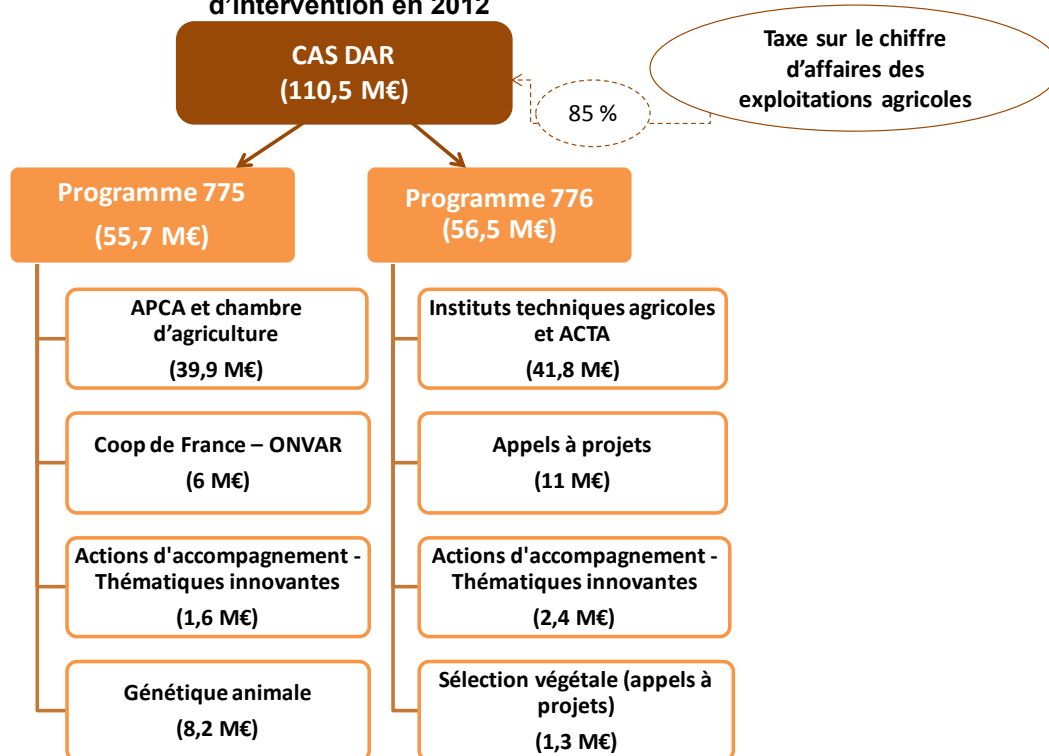 d'intervention en 2012
CAS DAR
(110,5 M€)
Taxe sur le chiffre
d'affaires des
exploitations agricoles
85 %
Programme 775
(55,7 M€)
Programme 776
(56,5 M€)
APCA et chambre
d'agriculture
(39,9 M€)
Instituts techniques agricoles
et ACTA
(41,8 M€)
Coop de France – ONVAR
(6 M€)
Appels à projets
(11 M€)
Actions d'accompagnement -
Thématiques innovantes
(1,6 M€)
Actions d'accompagnement -
Thématiques innovantes
(2,4 M€)
Génétique animale
(8,2 M€)
Sélection végétale (appels à
projets)
(1,3 M€)